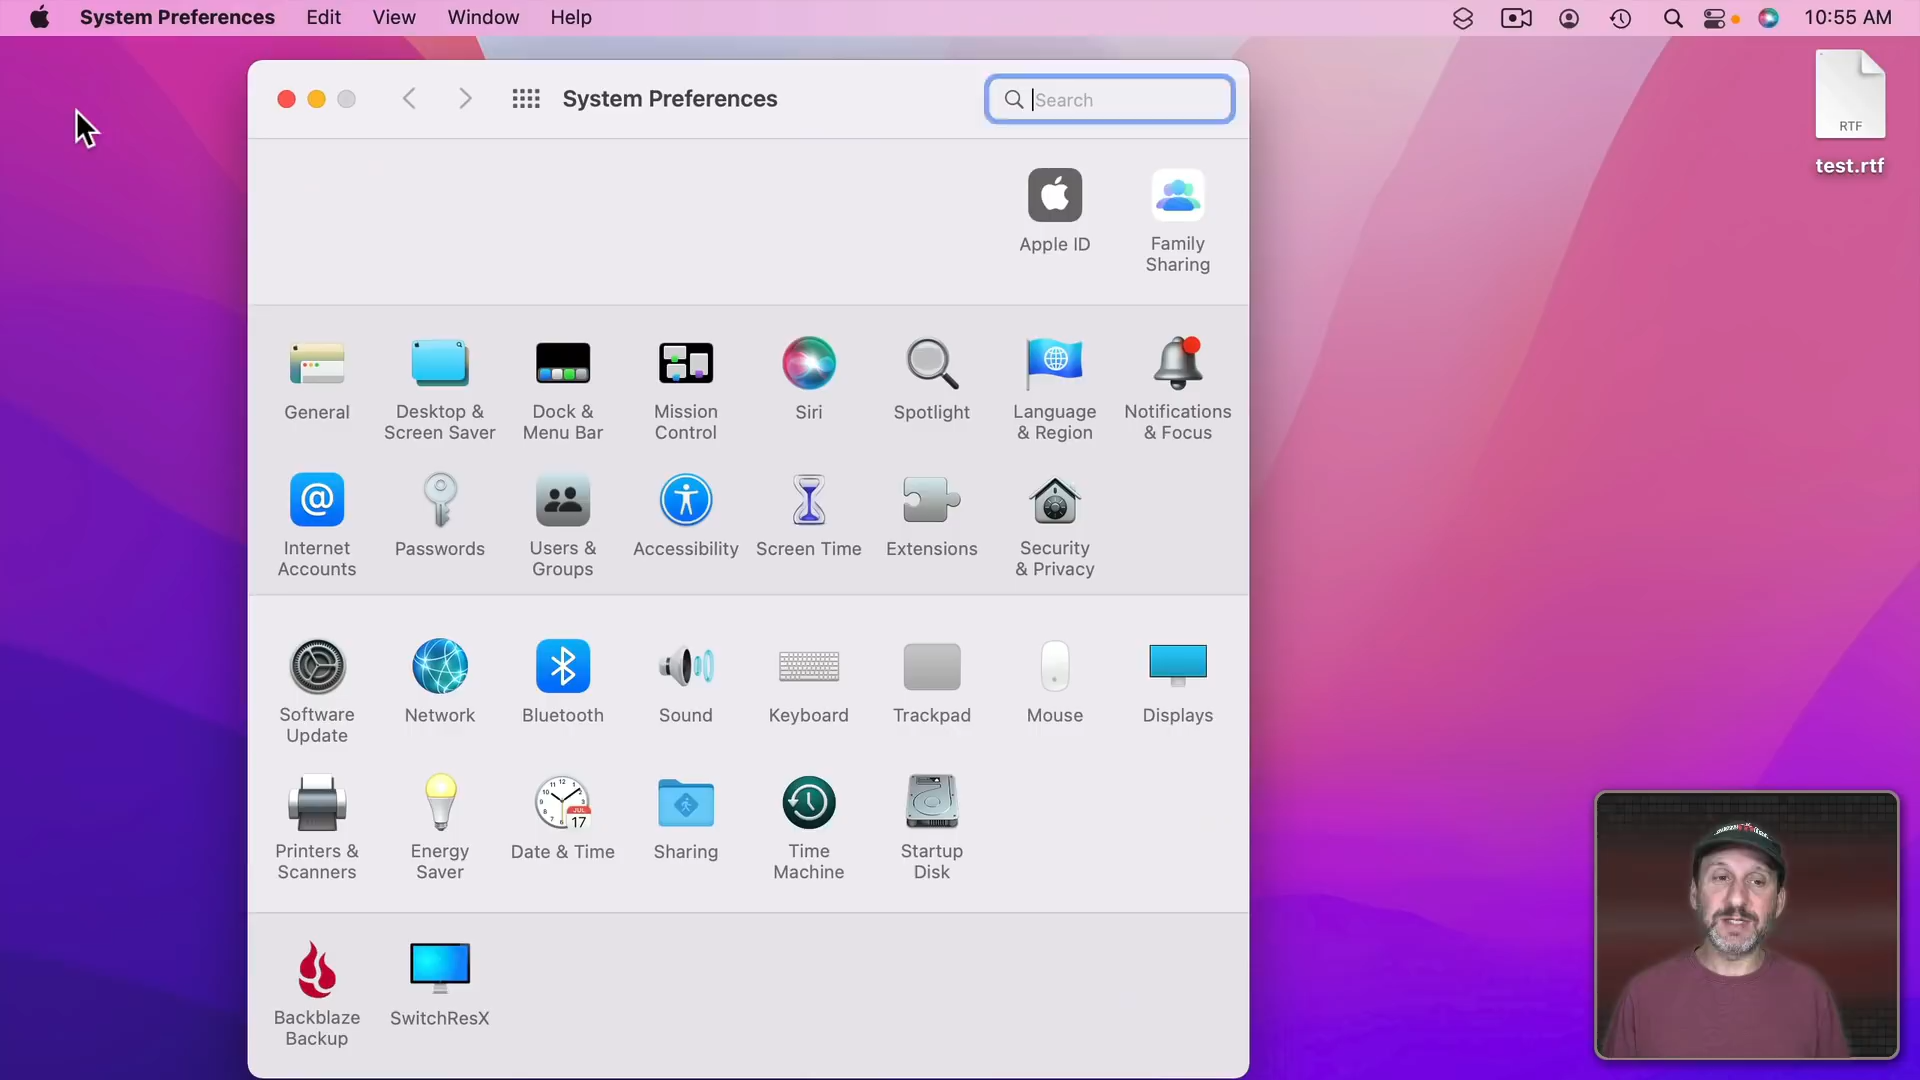 System Preferences Edit View Window Help 10:55 AM
System Preferences
Search
RTF
test.rtf
Apple ID
Family
Sharing
General
Desktop &
Screen Saver
Dock &
Menu Bar
Mission
Control
Siri
Spotlight
Language
& Region
Notifications
& Focus
Internet
Accounts
Passwords
Users &
Groups
Accessibility
Screen Time
Extensions
Security
& Privacy
Software
Update
Network
Bluetooth
Sound
Keyboard
Trackpad
Mouse
Displays
Printers &
Scanners
Energy
Saver
JUL
17
Date & Time
Sharing
Time
Machine
Startup
Disk
Backblaze
Backup
SwitchResX